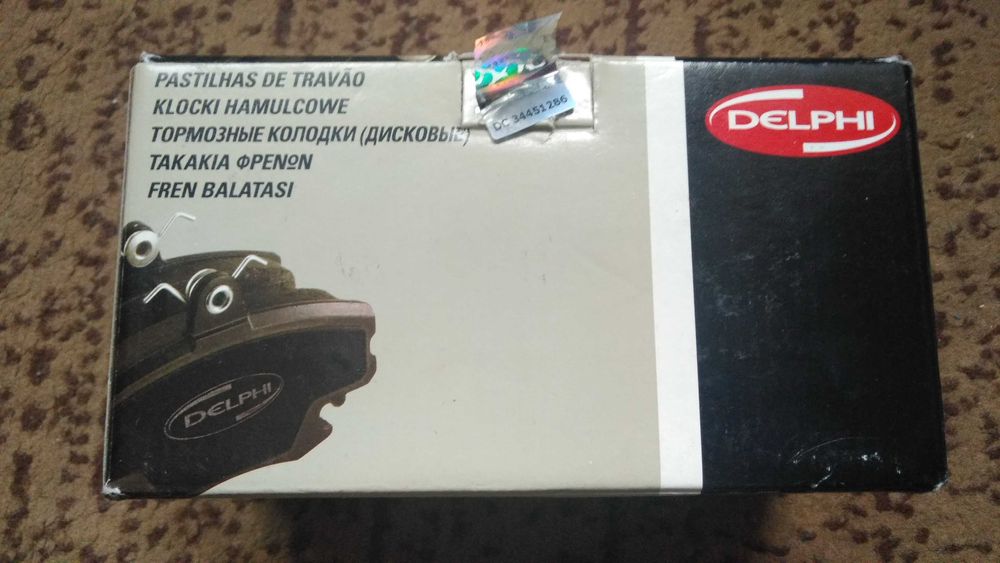 PASTILHAS DE TRAVÃO
KLOCKI HAMULCOWE
ТОРМОЗНЫЕ КОЛОДКИ (ДИСКОВЫЕ)
ΤΑΚΑΚΙΑ ΦΡΕΝΩΝ
FREN BALATASI
DC 34451286
DELPHI
DELPHI